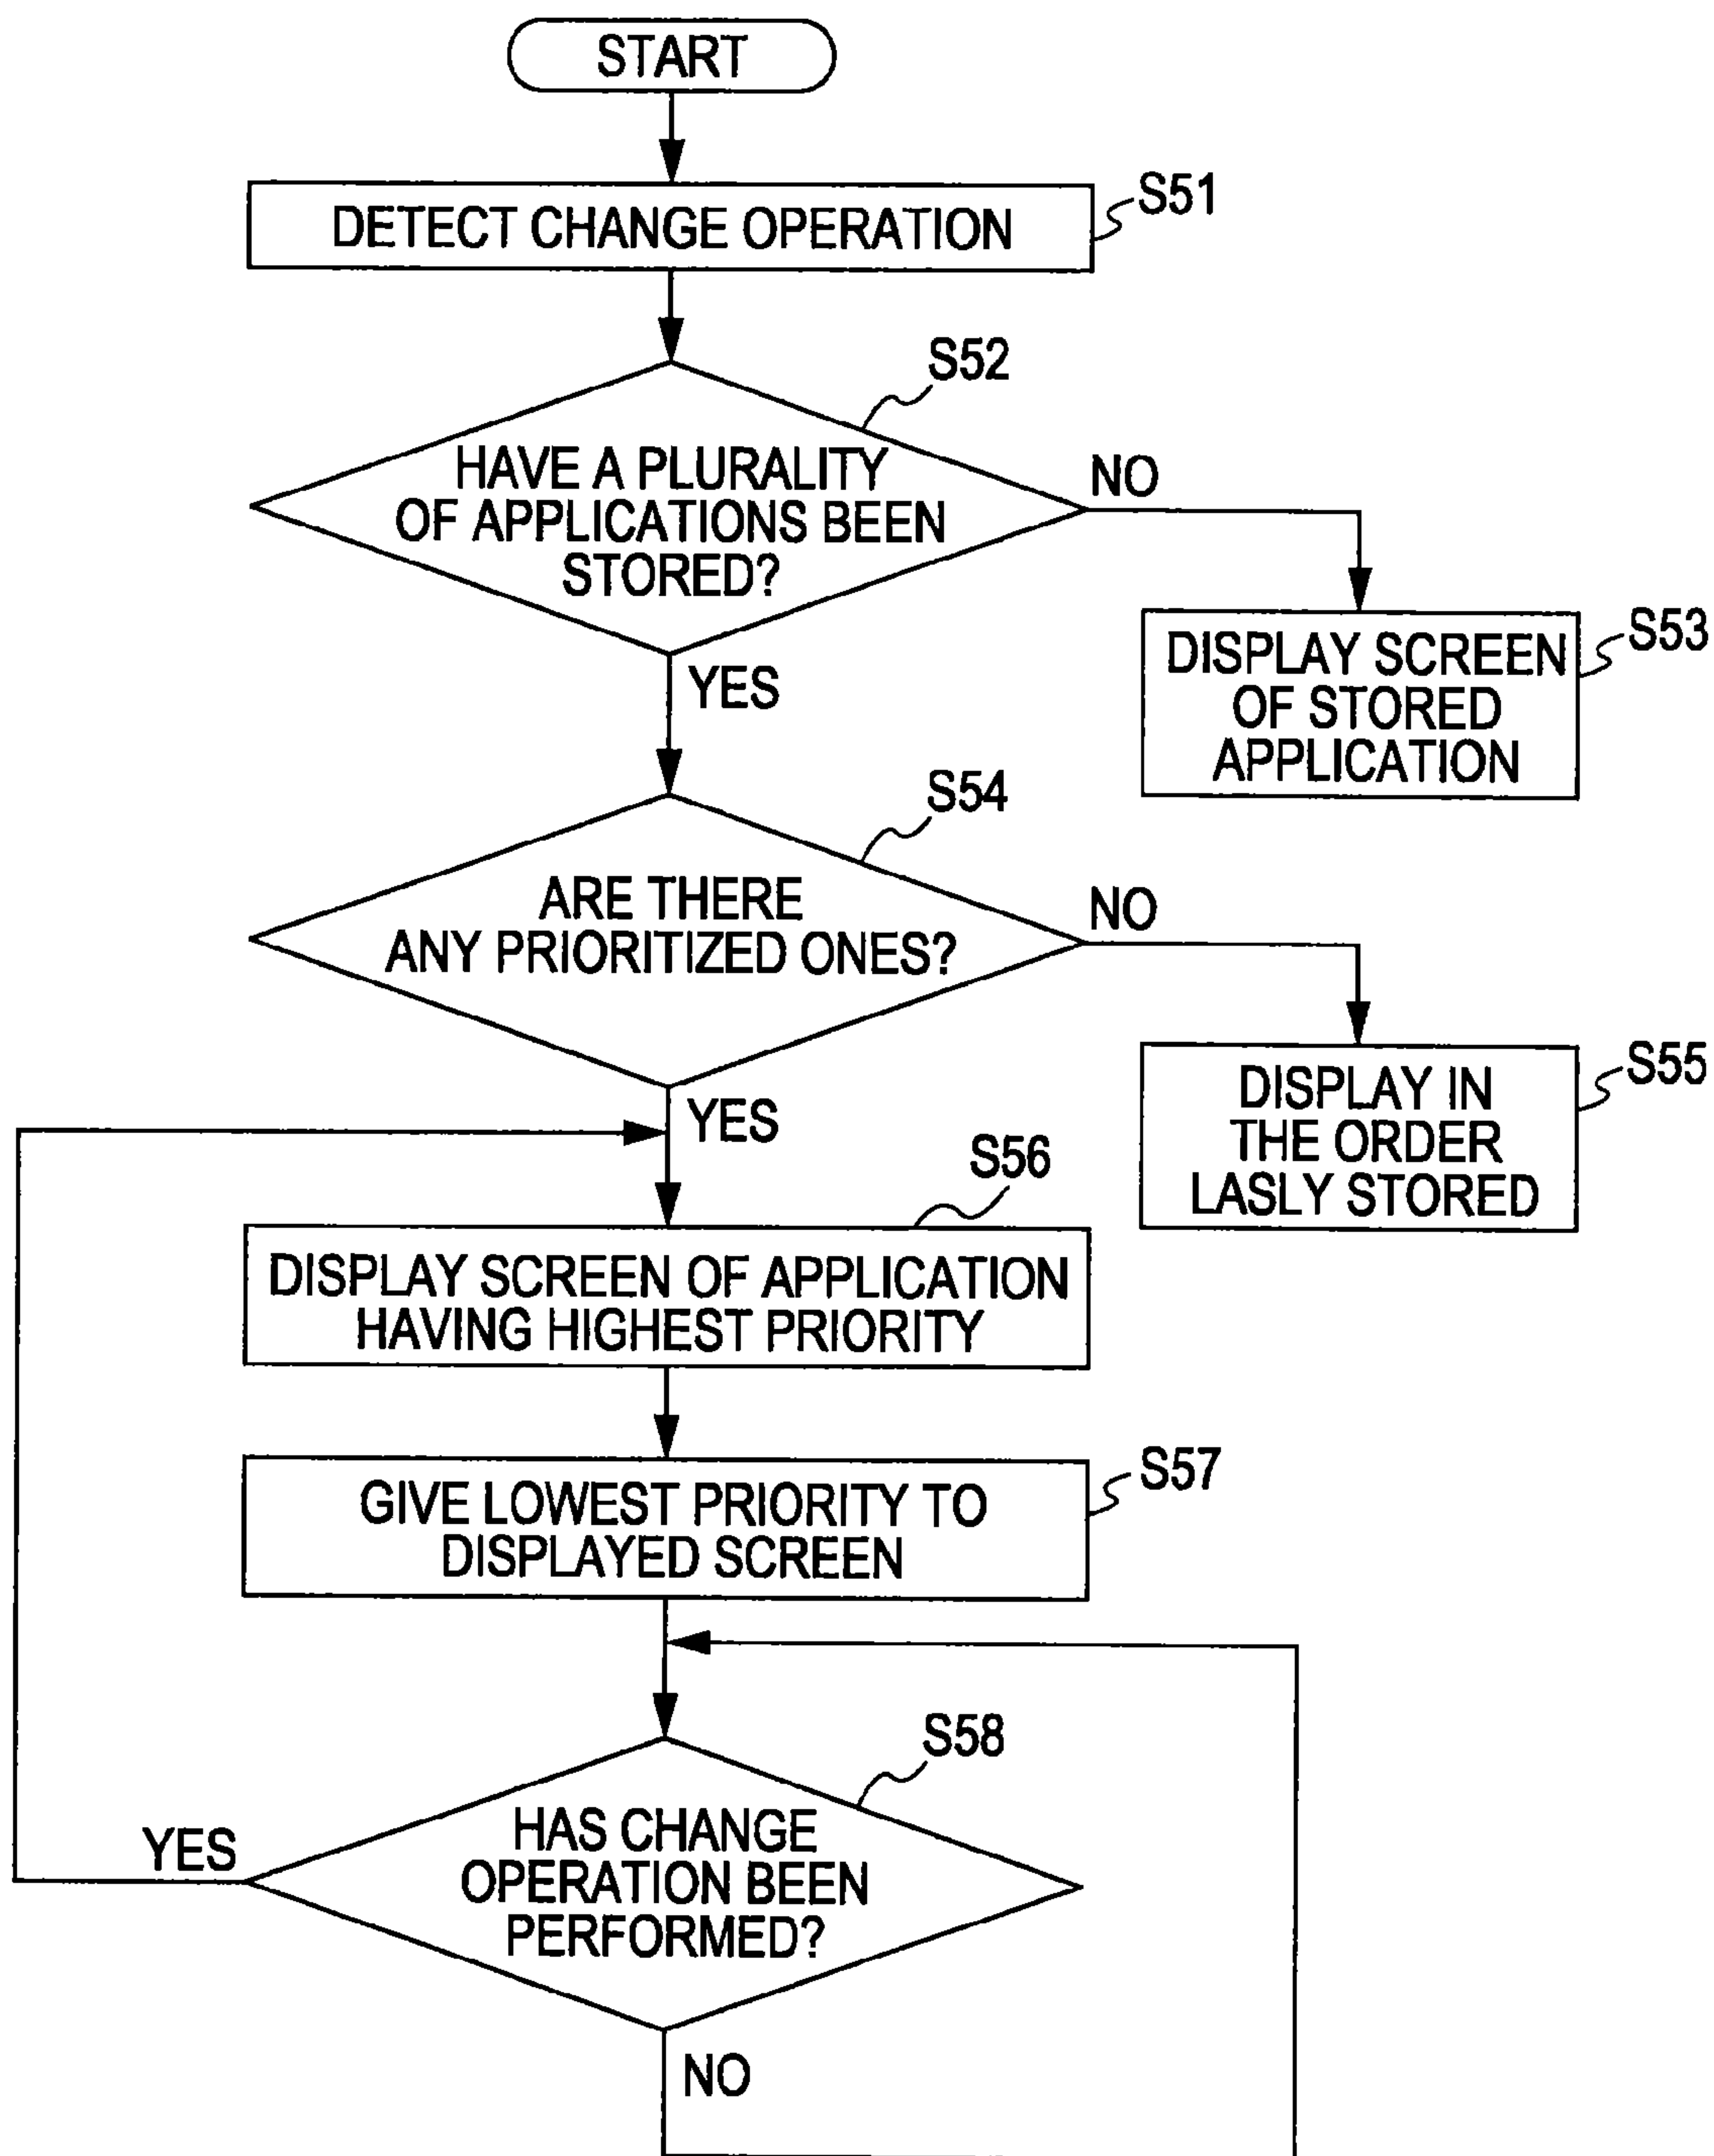 START
DETECT CHANGE OPERATION
S51
S52
HAVE A PLURALITY
OF APPLICATIONS BEEN
STORED?
NO
YES
DISPLAY SCREEN
OF STORED
APPLICATION
S53
S54
ARE THERE
ANY PRIORITIZED ONES?
NO
YES
DISPLAY IN
THE ORDER
LASLY STORED
S55
S56
DISPLAY SCREEN OF APPLICATION
HAVING HIGHEST PRIORITY
GIVE LOWEST PRIORITY TO
DISPLAYED SCREEN
S57
S58
HAS CHANGE
OPERATION BEEN
PERFORMED?
YES
NO